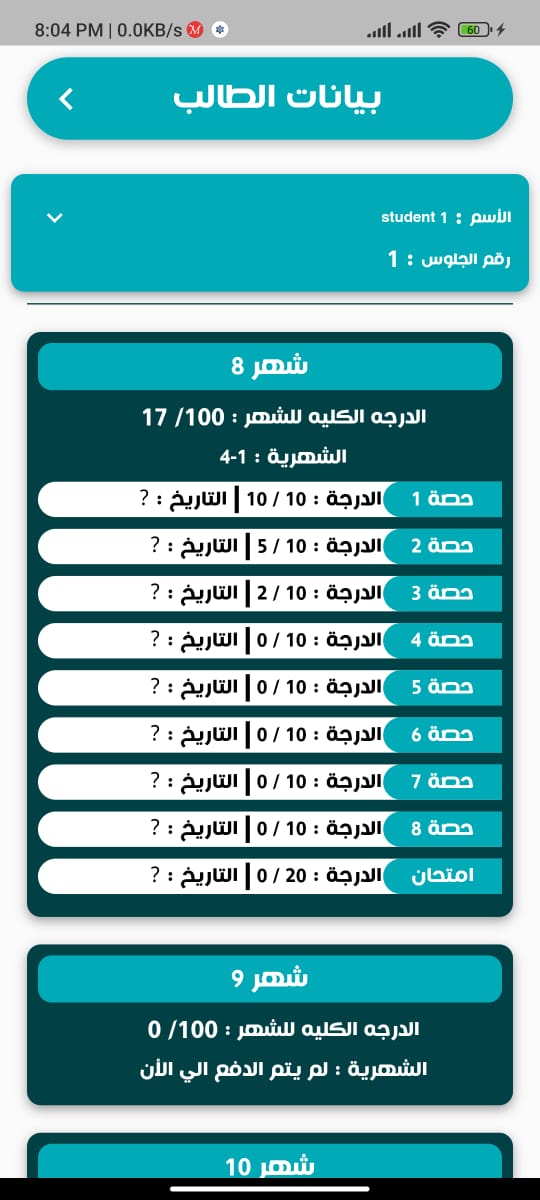 8:04 PM | 0.0KB/s
60
بيانات الطالب
الأسم : student 1
رقم الجلوس : 1
شهر 8
الدرجه الكليه للشهر : 100/ 17
الشهرية : 1-4
حصة 1 الدرجة : 10 / 10 | التاريخ : ?
حصة 2 الدرجة : 10 / 5 | التاريخ : ?
حصة 3 الدرجة : 10 / 2 | التاريخ : ?
حصة 4 الدرجة : 10 / 0 | التاريخ : ?
حصة 5 الدرجة : 10 / 0 | التاريخ : ?
حصة 6 الدرجة : 10 / 0 | التاريخ : ?
حصة 7 الدرجة : 10 / 0 | التاريخ : ?
حصة 8 الدرجة : 10 / 0 | التاريخ : ?
امتحان الدرجة : 20 / 0 | التاريخ : ?
شهر 9
الدرجه الكليه للشهر : 100/ 0
الشهرية : لم يتم الدفع الي الأن
شهر 10